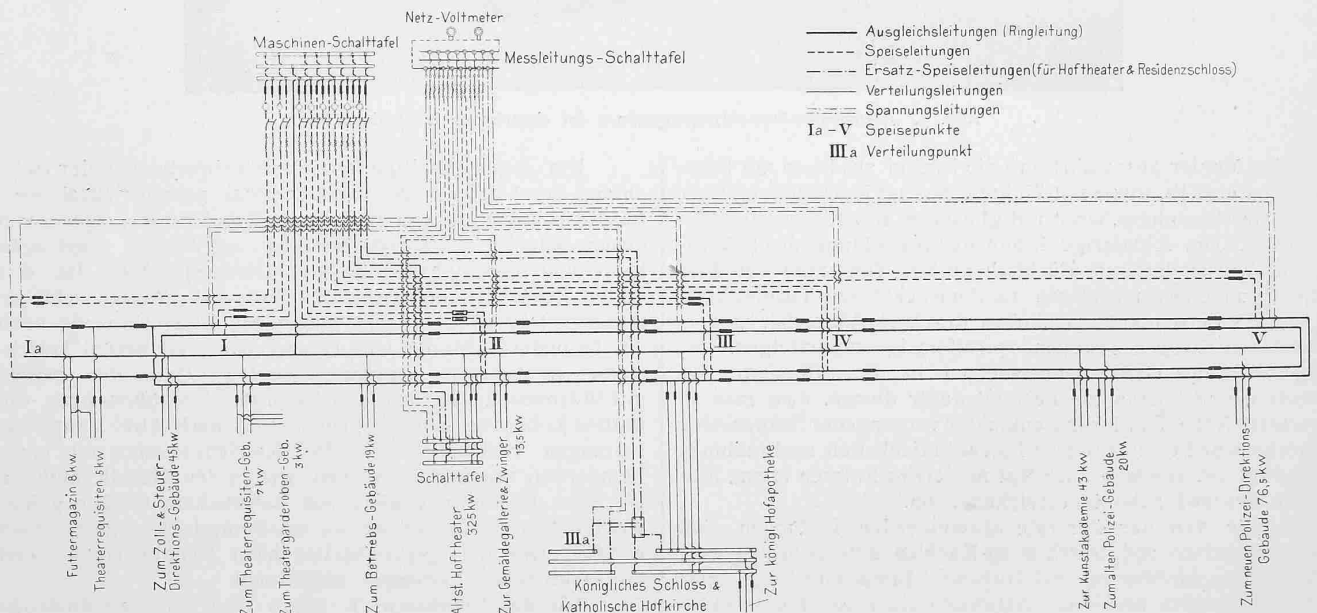 Netz-Voltmeter
Maschinen-Schalttafel
Messleitungs-Schalttafel
Ausgleichsleitungen (Ringleitung)
Speiseleitungen
Ersatz-Speiseleitungen (für Hoftheater & Residenzschloss)
Verteilungsleitungen
Spannungsleitungen
Ia-V Speisepunkte
IIIa Verteilungpunkt
Ia
I
II
III
IV
V
Futtermagazin 8 kw
Theaterrequisiten 5 kw
Zum Zoll- & Steuer
Direktions-Gebäude 45 kw
Zum Theaterrequisiten-Geb.
7 kw
Zum Theatergarderoben-Geb.
3 kw
Zum Betriebs-Gebäude 19 kw
Schalttafel
Altst. Hoftheater
325 kw
Zur Gemäldegallerie & Zwinger
13,5 kw
IIIa
Königliches Schloss &
Katholische Hofkirche
Zur königl Hofapotheke
Zur Kunstakademie 43 kw
Zum alten Polizei-Gebäude
20 kw
Zum neuen Polizei-Direktions-
Gebäude 76,5 kw